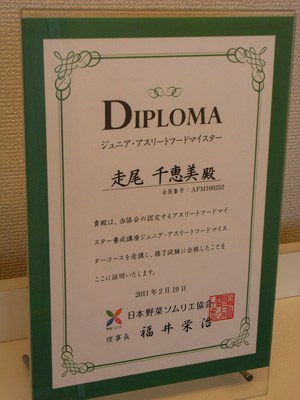 DIPLOMA
ジュニア・アスリートフードマイスター
走尾 千恵美殿
会員番号：AFM100252
貴殿は、当協会の認定するアスリートフードマイ
スター養成講座ジュニア・アスリートフードマイス
ターコースを受講し、修了試験に合格したことを
ここに証明いたします。
2011年2月19日
日本野菜ソムリエ協会
理事長 福井栄治